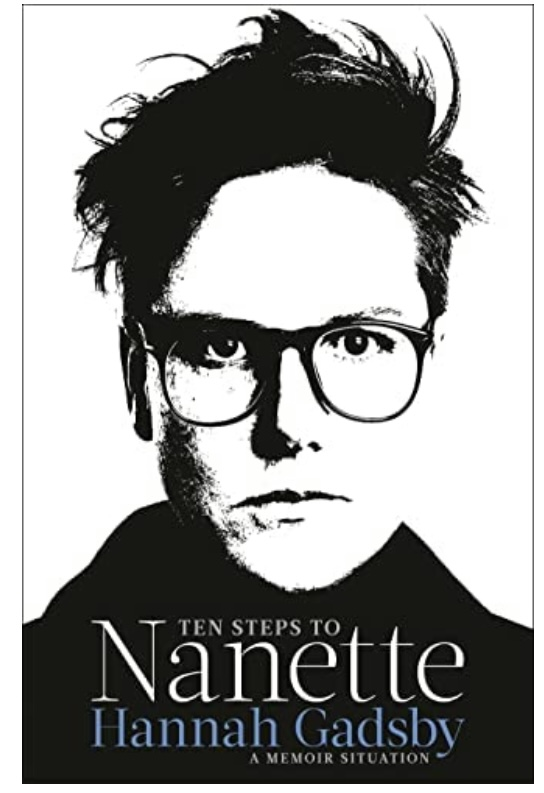 TEN STEPS TO
Nanette
Hannah Gadsby
A MEMOIR SITUATION